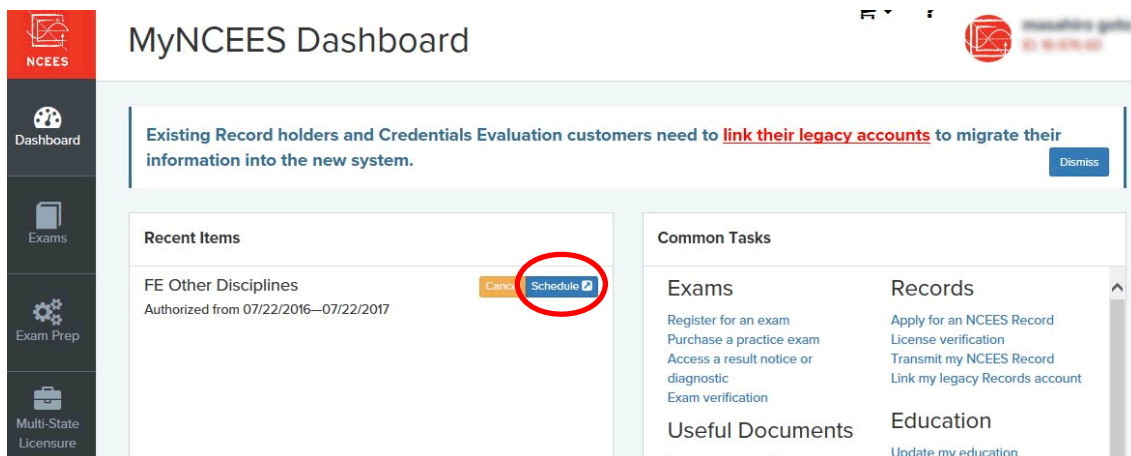 NCEES
MyNCEES Dashboard
Dashboard
Exams
Exam Prep
Multi-State
Licensure
Existing Record holders and Credentials Evaluation customers need to link their legacy accounts to migrate their
information into the new system.
Dismiss
Recent Items
FE Other Disciplines
Authorized from 07/22/2016—07/22/2017
Schedule
Common Tasks
Exams
Register for an exam
Purchase a practice exam
Access a result notice or
diagnostic
Exam verification
Useful Documents
Records
Apply for an NCEES Record
License verification
Transmit my NCEES Record
Link my legacy Records account
Education
Update my education